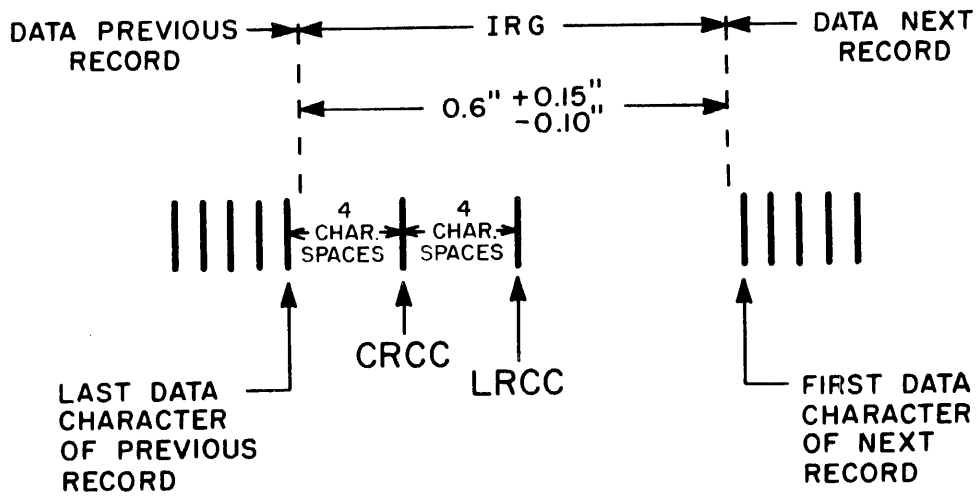 DATA PREVIOUS
RECORD
IRG
DATA NEXT
RECORD
0.6" +0.15"
-0.10"
4
CHAR.
SPACES
4
CHAR.
SPACES
CRCC
LRCC
LAST DATA
CHARACTER
OF PREVIOUS
RECORD
FIRST DATA
CHARACTER
OF NEXT
RECORD